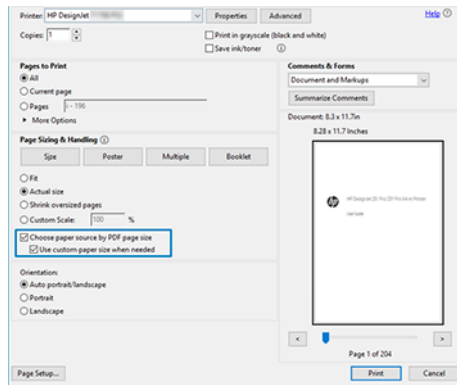 Printer: HP DesignJet
Properties
Advanced
Help
Copies: 1
Print in grayscale (black and white)
Save ink/toner
Pages to Print
All
Current page
Pages i - 196
More Options
Page Sizing & Handling
Size
Poster
Multiple
Booklet
Fit
Actual size
Shrink oversized pages
Custom Scale: 100 %
Choose paper source by PDF page size
Use custom paper size when needed
Orientation:
Auto portrait/landscape
Portrait
Landscape
Comments & Forms
Document and Markups
Summarize Comments
Document: 8.3 x 11.7in
8.28 x 11.7 Inches
hp
User Guide
<
>
Page 1 of 204
Page Setup...
Print
Cancel